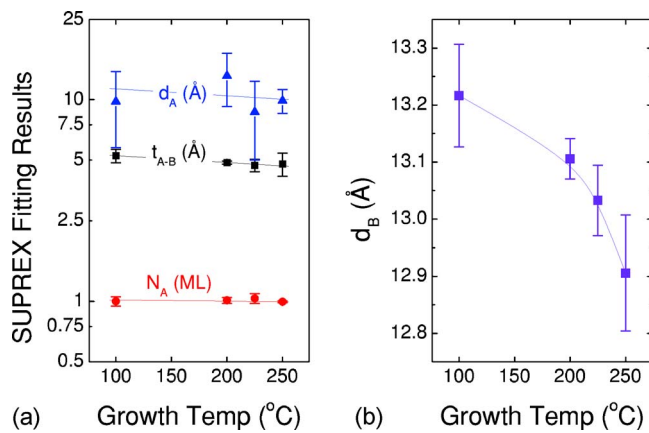 25
10
7.5
5
2.5
1
0.75
0.5
SUPREX Fitting Results
d_A (Å)
t_A-B (Å)
N_A (ML)
100 150 200 250
(a) Growth Temp (°C)
13.3
13.2
13.1
13.0
12.9
12.8
d_B (Å)
100 150 200 250
(b) Growth Temp (°C)